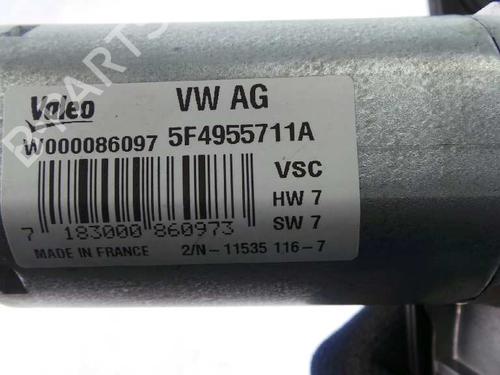 B-PARTS
Valeo VW AG
W000086097 5F4955711A
VSC
HW 7
SW 7
7 183000 860973
MADE IN FRANCE 2/N-11535 116-7